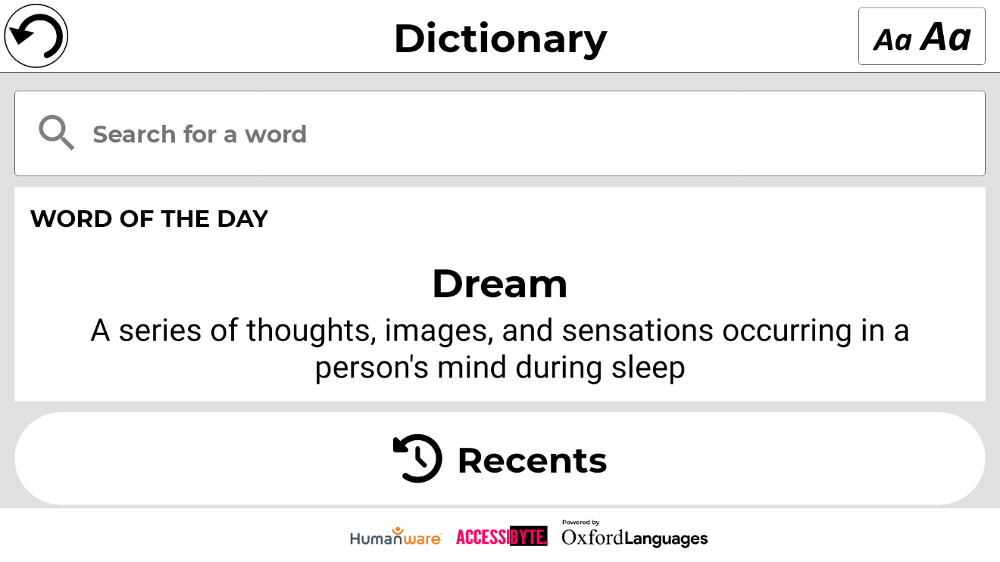 Dictionary
Aa Aa
Search for a word
WORD OF THE DAY
Dream
A series of thoughts, images, and sensations occurring in a
person's mind during sleep
Recents
Humanware
ACCESSIBYTE.
Powered by
OxfordLanguages